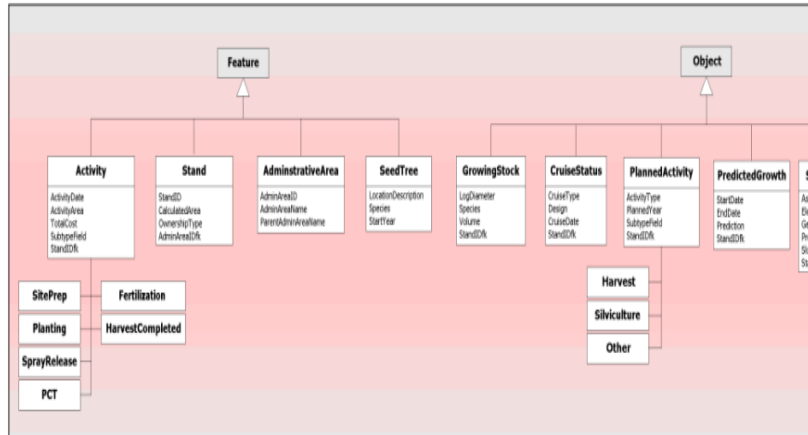 Feature
Object
Activity
ActivityDate
ActivityArea
TotalCost
SubtypeField
StandIDfk
Stand
StandID
CalculatedArea
OwnershipType
AdminAreaIDfk
AdminstrativeArea
AdminAreaID
AdminAreaName
ParentAdminAreaName
SeedTree
LocationDescription
Species
StartYear
GrowingStock
LogDiameter
Species
Volume
StandIDfk
CruiseStatus
CruiseType
Design
CruiseDate
StandIDfk
PlannedActivity
ActivityType
PlannedYear
SubtypeField
StandIDfk
PredictedGrowth
StartDate
EndDate
Prediction
StandIDfk
SitePrep
Fertilization
Planting
HarvestCompleted
SprayRelease
PCT
Harvest
Silviculture
Other